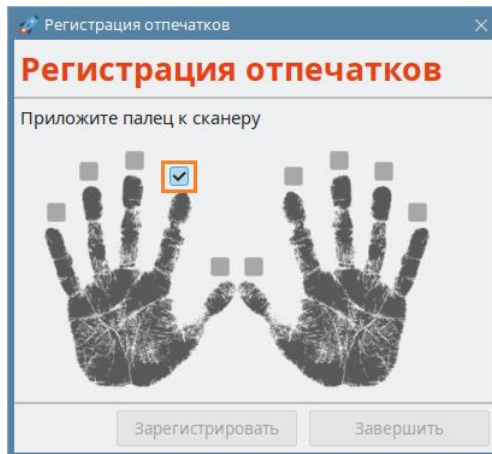 Регистрация отпечатков
Регистрация отпечатков
Приложите палец к сканеру
Зарегистрировать
Завершить